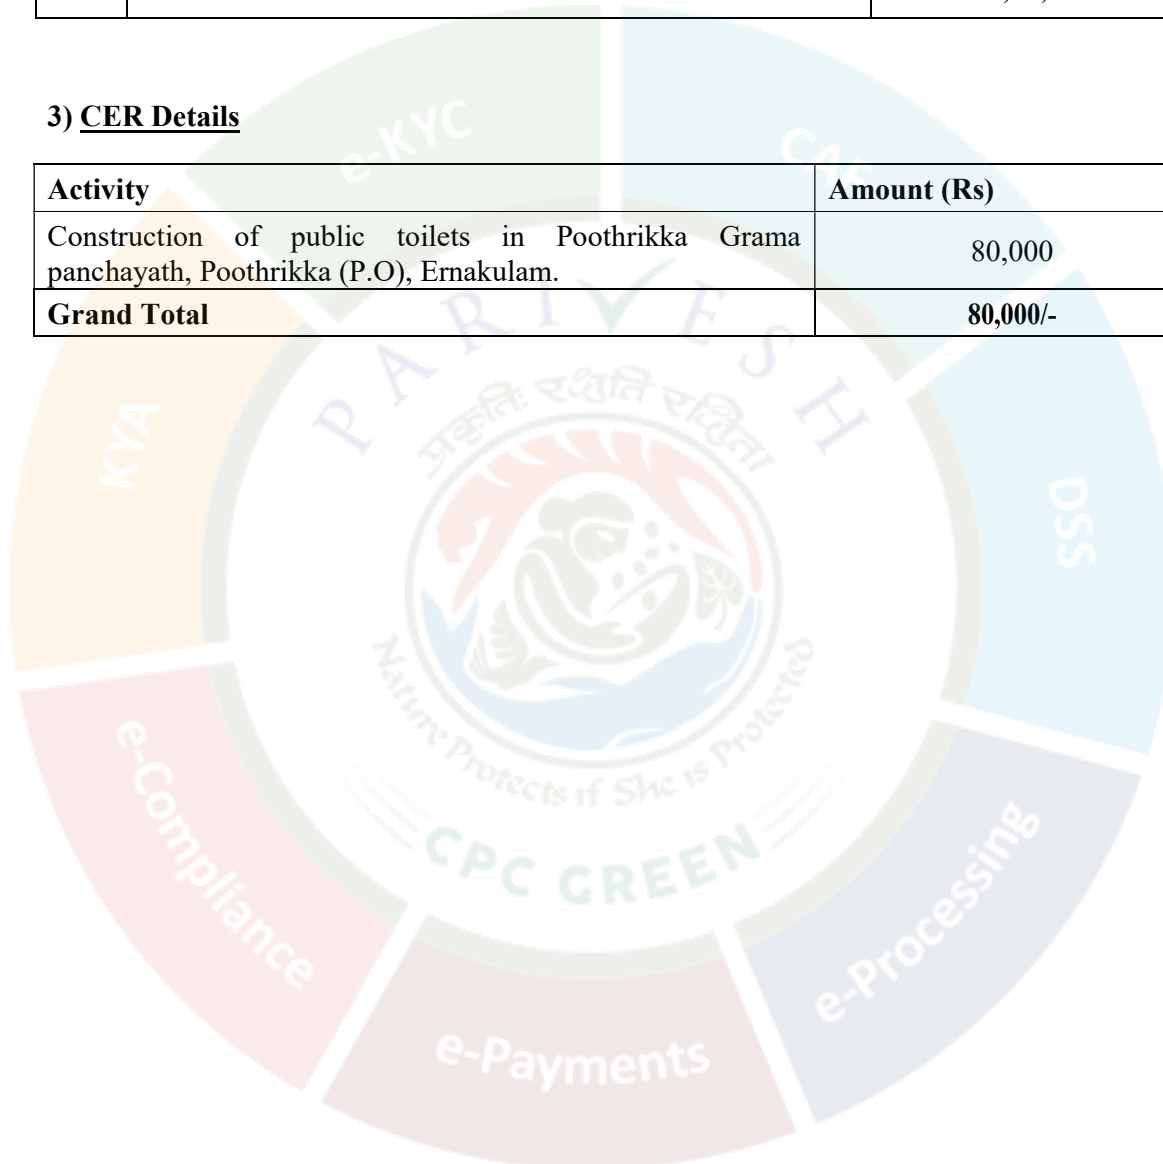 3) CER Details
Activity
Amount (Rs)
Construction of public toilets in Poothrikka Grama
panchayath, Poothrikka (P.O), Ernakulam.
80,000
Grand Total
80,000/-
e-KYC
CAF
KYA
DSS
PARIVESH
प्रकृतिः रक्षति रक्षिता
Nature Protects if She is Protected
CPC GREEN
e-Compliance
e-Processing
e-Payments